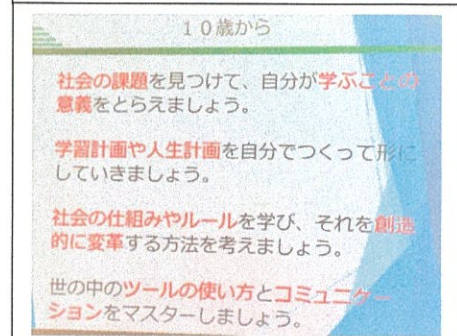 10歳から
社会の課題を見つけて、自分が学ぶことの
意義をとらえましょう。
学習計画や人生計画を自分でつくって形に
していきましょう。
社会の仕組みやルールを学び、それを創造
的に変革する方法を考えましょう。
世の中のツールの使い方とコミュニケー
ションをマスターしましょう。